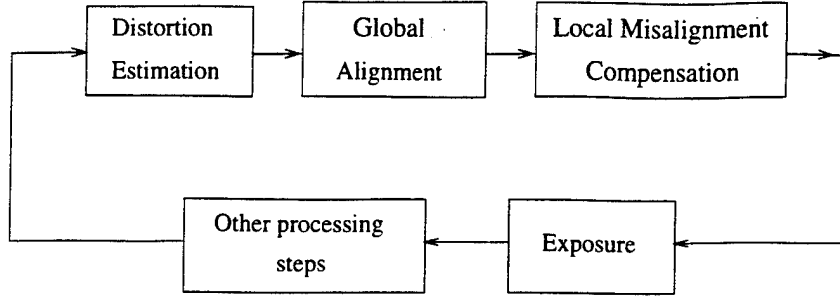 Distortion
Estimation
Global
Alignment
Local Misalignment
Compensation
Other processing
steps
Exposure